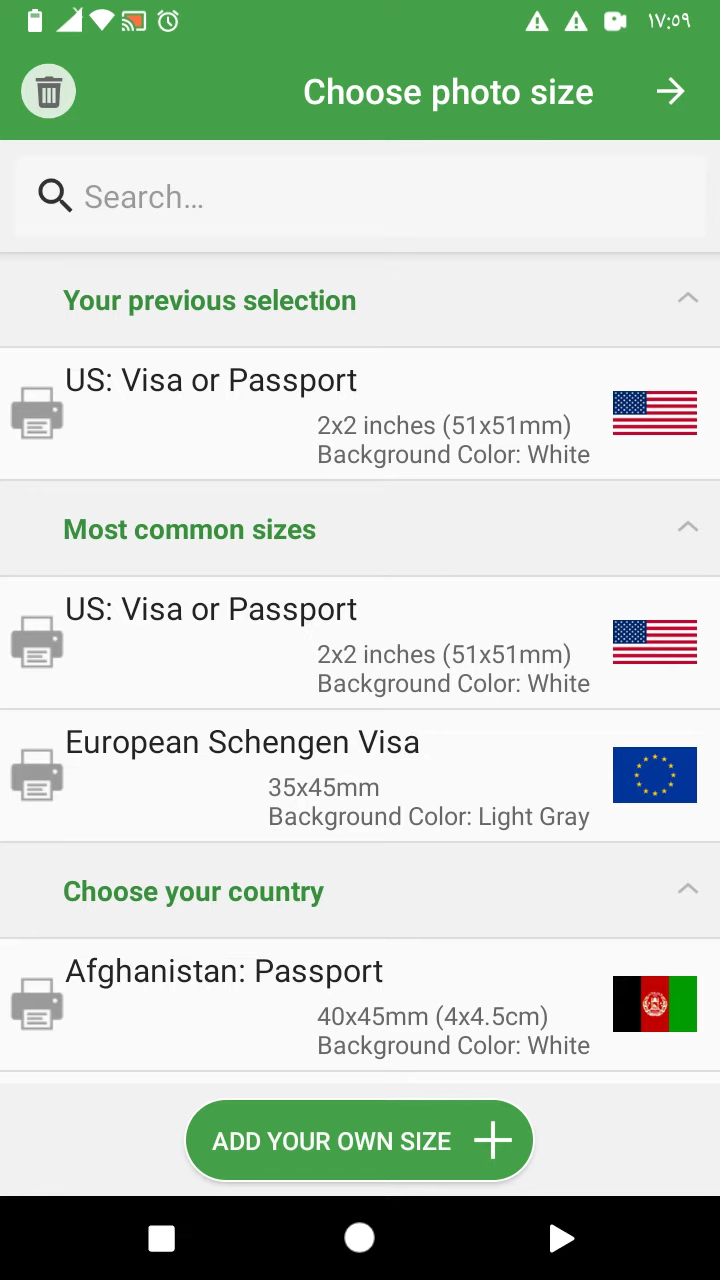 ١٧:٥٩
Choose photo size
Search…
Your previous selection
US: Visa or Passport
2x2 inches (51x51mm)
Background Color: White
Most common sizes
US: Visa or Passport
2x2 inches (51x51mm)
Background Color: White
European Schengen Visa
35x45mm
Background Color: Light Gray
Choose your country
Afghanistan: Passport
40x45mm (4x4.5cm)
Background Color: White
ADD YOUR OWN SIZE